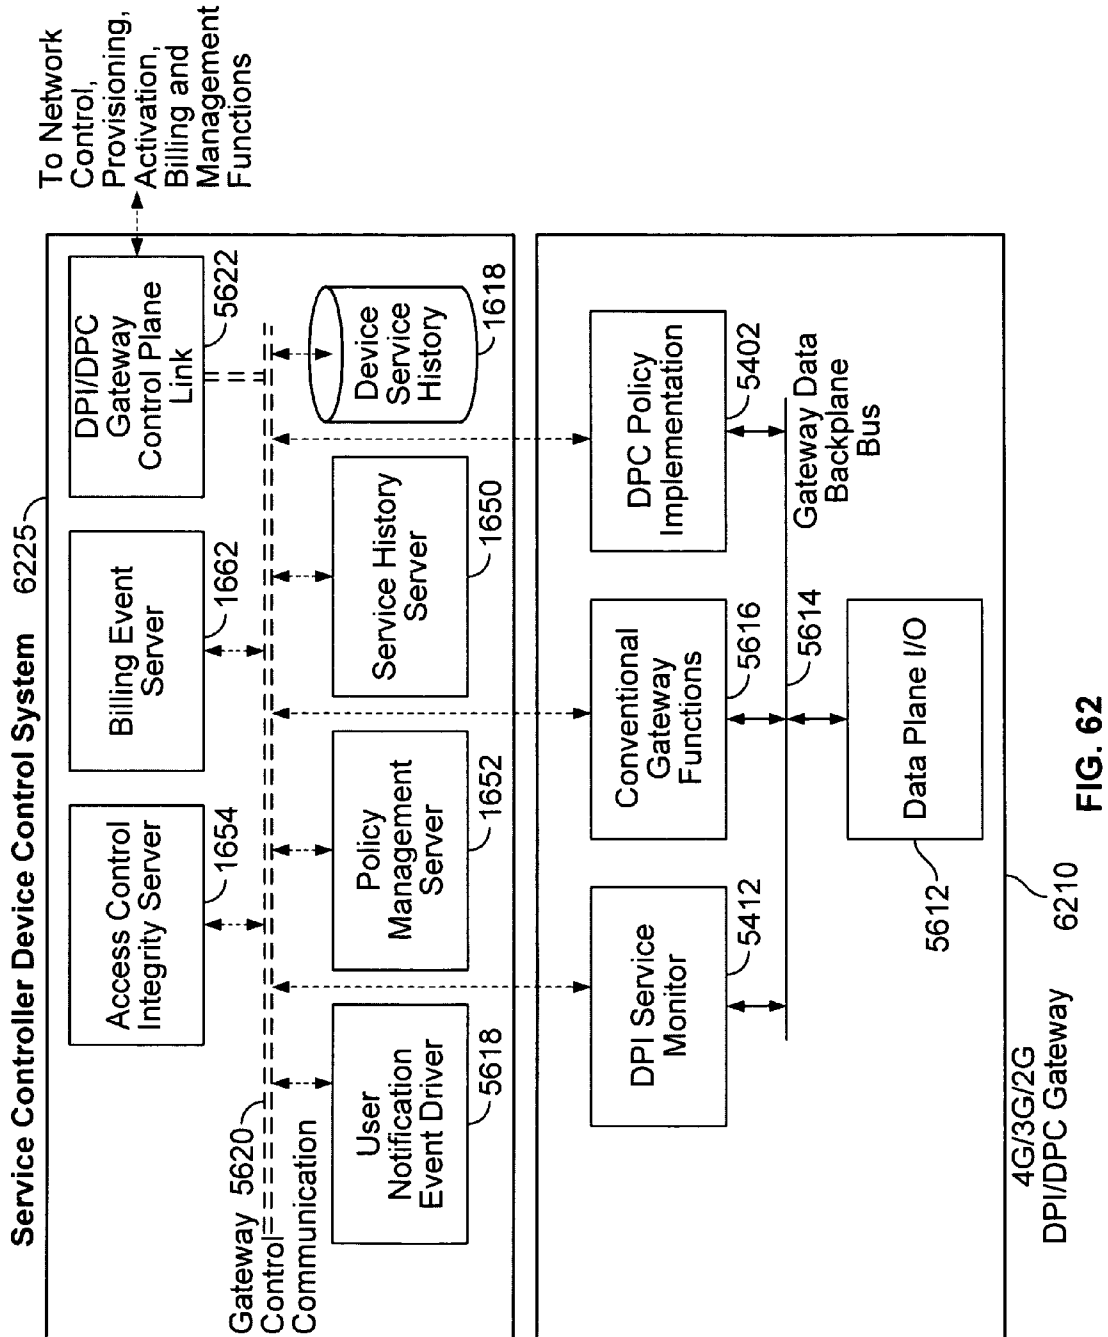 Service Controller Device Control System 6225
To Network
Control,
Provisioning,
Activation,
Billing and
Management
Functions
Access Control
Integrity Server
1654
Billing Event
Server
1662
DPI/DPC
Gateway
Control Plane
Link
5622
Gateway 5620
Control
Communication
User
Notification
Event Driver
5618
Policy
Management
Server
1652
Service History
Server
1650
Device
Service
History
1618
DPI Service
Monitor
5412
Conventional
Gateway
Functions
5616
DPC Policy
Implementation
5402
5614
Gateway Data
Backplane
Bus
Data Plane I/O
5612
4G/3G/2G
DPI/DPC Gateway
6210
FIG. 62